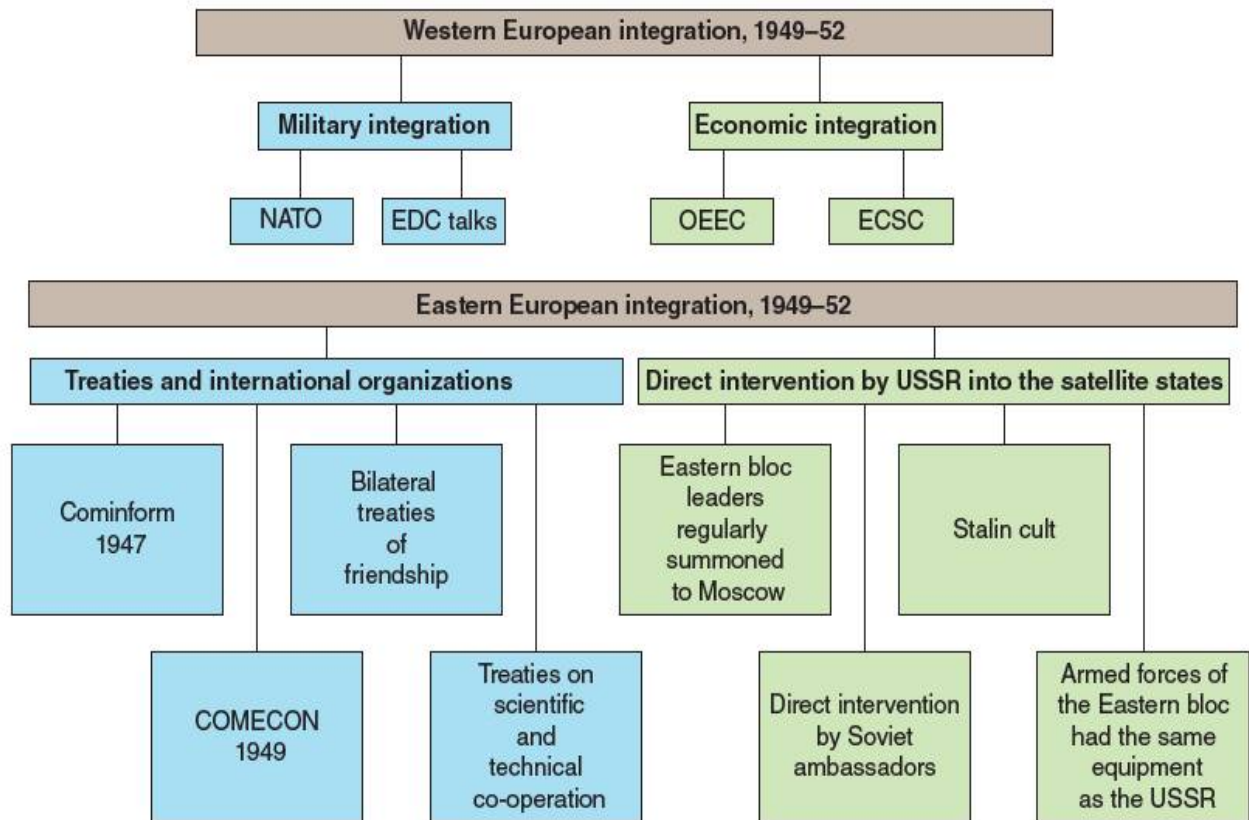 Western European integration, 1949–52
Military integration
Economic integration
NATO
EDC talks
OEEC
ECSC
Eastern European integration, 1949–52
Treaties and international organizations
Direct intervention by USSR into the satellite states
Cominform
1947
Bilateral
treaties
of
friendship
Eastern bloc
leaders
regularly
summoned
to Moscow
Stalin cult
COMECON
1949
Treaties on
scientific
and
technical
co-operation
Direct intervention
by Soviet
ambassadors
Armed forces of
the Eastern bloc
had the same
equipment
as the USSR